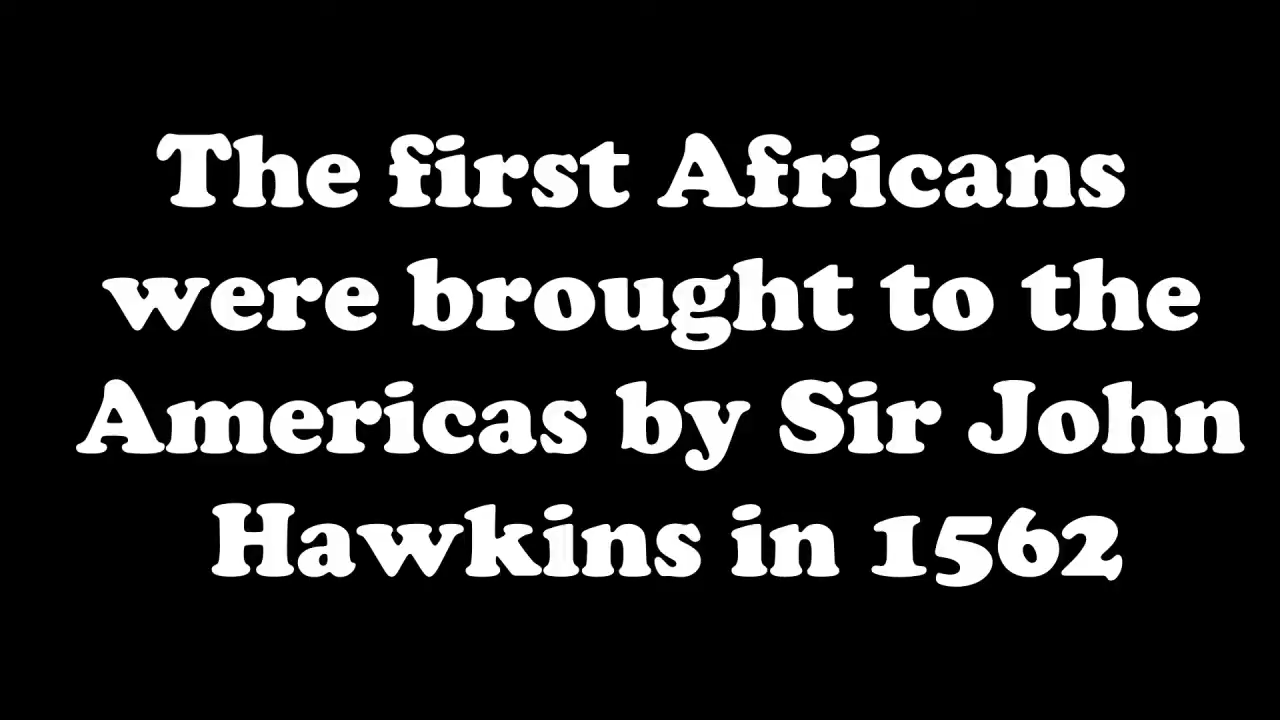 The first Africans
were brought to the
Americas by Sir John
Hawkins in 1562